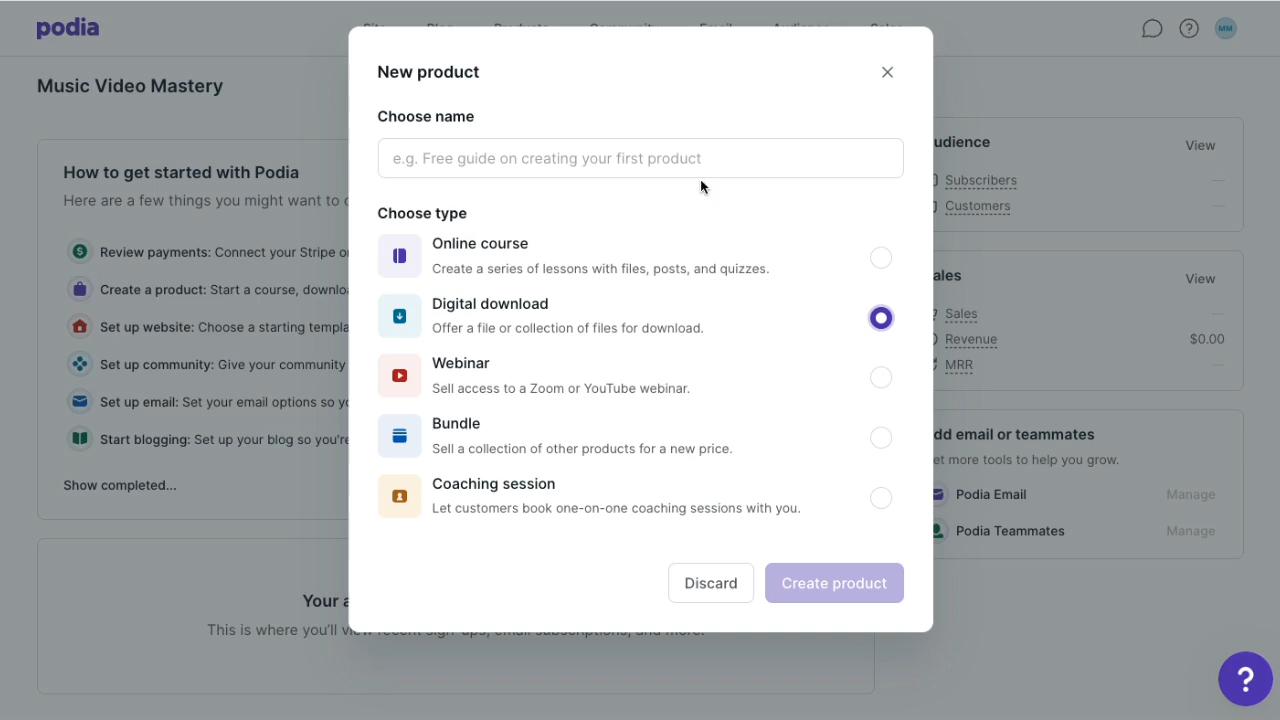 podia
Music Video Mastery
MM
New product
Choose name
e.g. Free guide on creating your first product
Choose type
Online course
Create a series of lessons with files, posts, and quizzes.
Digital download
Offer a file or collection of files for download.
Webinar
Sell access to a Zoom or YouTube webinar.
Bundle
Sell a collection of other products for a new price.
Coaching session
Let customers book one-on-one coaching sessions with you.
Discard
Create product
How to get started with Podia
Here are a few things you might want to
Review payments: Connect your Stripe
Create a product: Start a course,
Set up website: Choose a starting
Set up community: Give your community
Set up email: Set your email options so
Start blogging: Set up your blog so you're
Show completed...
Your
This is where you'll view recent sign-ups, email subscriptions, and more.
View
Subscribers —
Customers —
View
Sales —
Revenue $0.00
MRR —
email or teammates
more tools to help you grow.
Podia Email Manage
Podia Teammates Manage
?